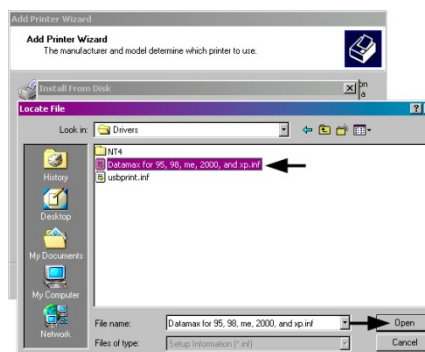 Add Printer Wizard
Add Printer Wizard
The manufacturer and model determine which printer to use.
Install From Disk
Locate File
Look in:
Drivers
NT4
Datamax for 95, 98, me, 2000, and xp.inf
usbprint.inf
History
Desktop
My Documents
My Computer
Network
File name:
Datamax for 95, 98, me, 2000, and xp.inf
Open
Files of type:
Setup Information (*.inf)
Cancel